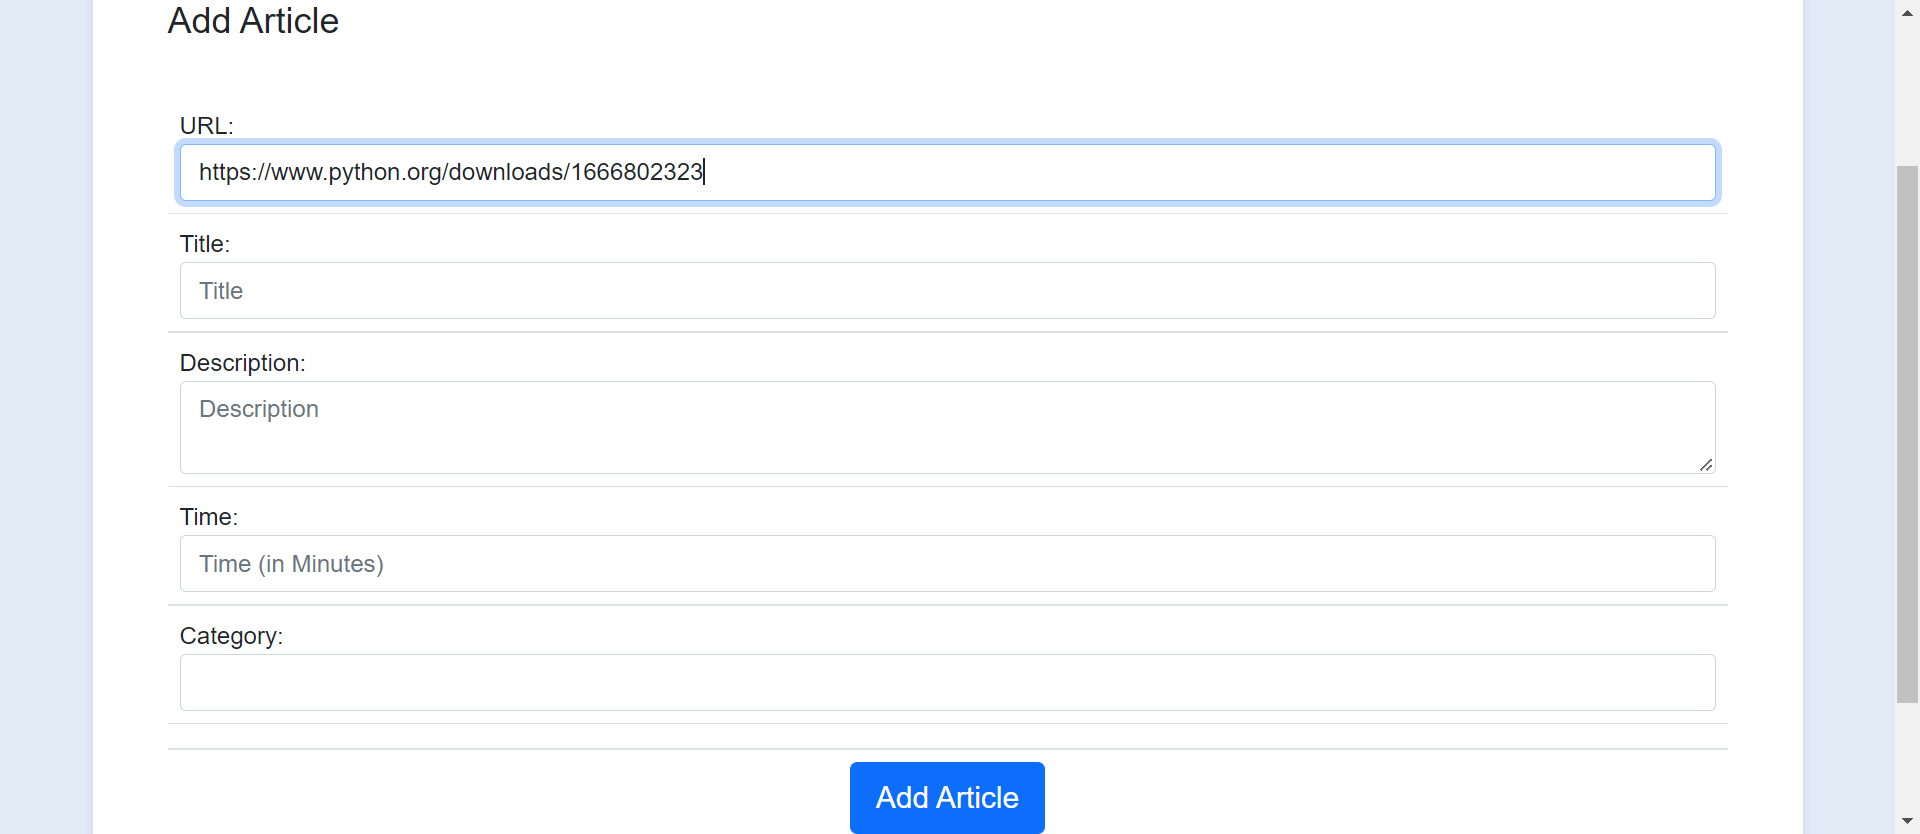 Add Article
URL:
https://www.python.org/downloads/1666802323
Title:
Title
Description:
Description
Time:
Time (in Minutes)
Category:
Add Article